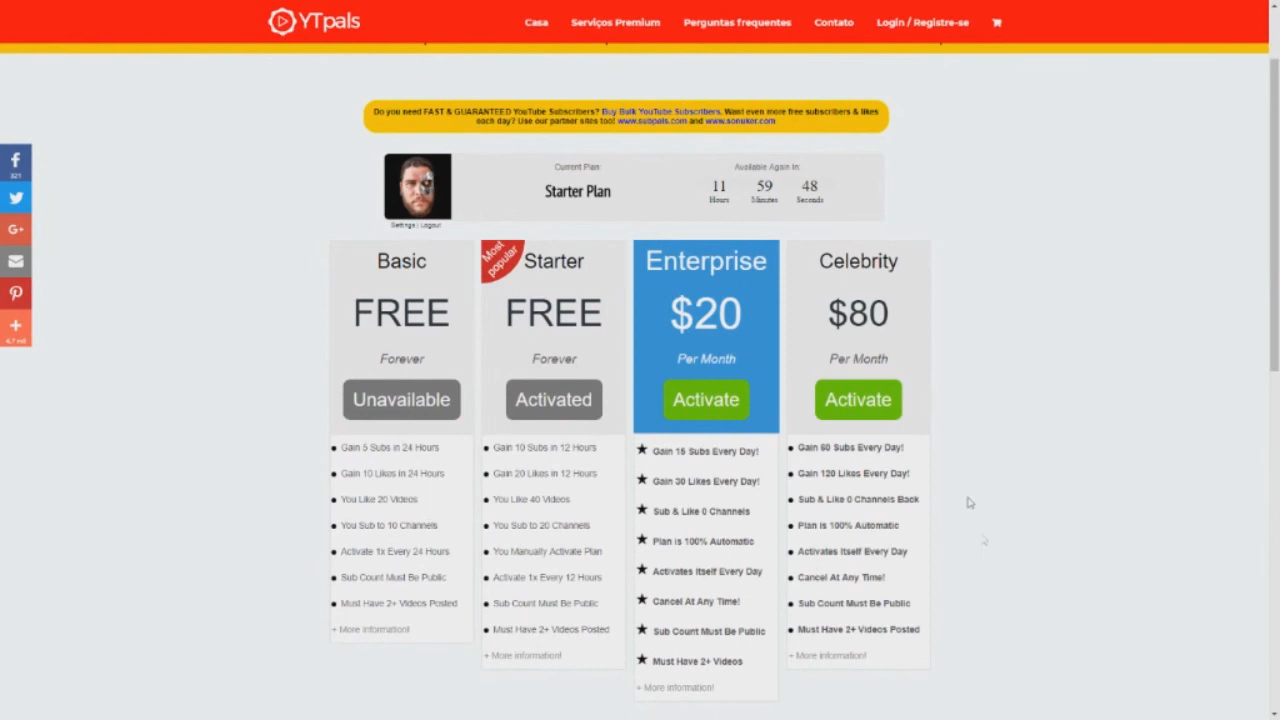 YTpals
Casa
Serviços Premium
Perguntas frequentes
Contato
Login / Registre-se
Do you need FAST & GUARANTEED YouTube Subscribers? Buy Bulk YouTube Subscribers. Want even more free subscribers & likes
each day? Use our partner sites too! www.subpals.com and www.sonuker.com
321
4,7 mil
Settings | Logout
Current Plan:
Starter Plan
Available Again In:
11 59 48
Hours Minutes Seconds
Most
popular
Basic
FREE
Forever
Unavailable
Gain 5 Subs in 24 Hours
Gain 10 Likes in 24 Hours
You Like 20 Videos
You Sub to 10 Channels
Activate 1x Every 24 Hours
Sub Count Must Be Public
Must Have 2+ Videos Posted
+ More information!
Starter
FREE
Forever
Activated
Gain 10 Subs in 12 Hours
Gain 20 Likes in 12 Hours
You Like 40 Videos
You Sub to 20 Channels
You Manually Activate Plan
Activate 1x Every 12 Hours
Sub Count Must Be Public
Must Have 2+ Videos Posted
+ More information!
Enterprise
$20
Per Month
Activate
Gain 15 Subs Every Day!
Gain 30 Likes Every Day!
Sub & Like 0 Channels
Plan is 100% Automatic
Activates Itself Every Day
Cancel At Any Time!
Sub Count Must Be Public
Must Have 2+ Videos
+ More information!
Celebrity
$80
Per Month
Activate
Gain 60 Subs Every Day!
Gain 120 Likes Every Day!
Sub & Like 0 Channels Back
Plan is 100% Automatic
Activates Itself Every Day
Cancel At Any Time!
Sub Count Must Be Public
Must Have 2+ Videos Posted
+ More information!